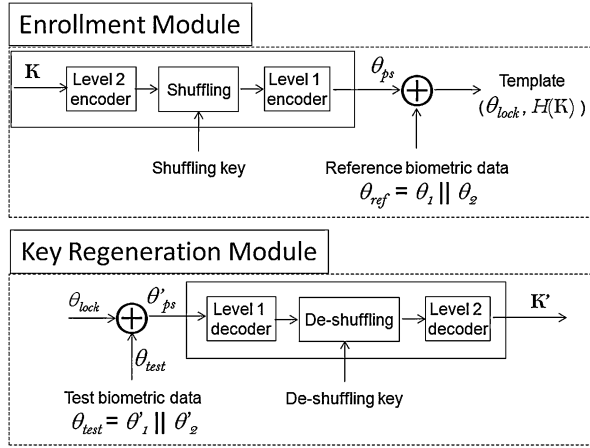 Enrollment Module
K
Level 2
encoder
Shuffling
Level 1
encoder
θps
Template
(θlock, H(K) )
Shuffling key
Reference biometric data
θref = θ1 || θ2
Key Regeneration Module
θlock
θ'ps
Level 1
decoder
De-shuffling
Level 2
decoder
K'
θtest
Test biometric data
θtest = θ'1 || θ'2
De-shuffling key